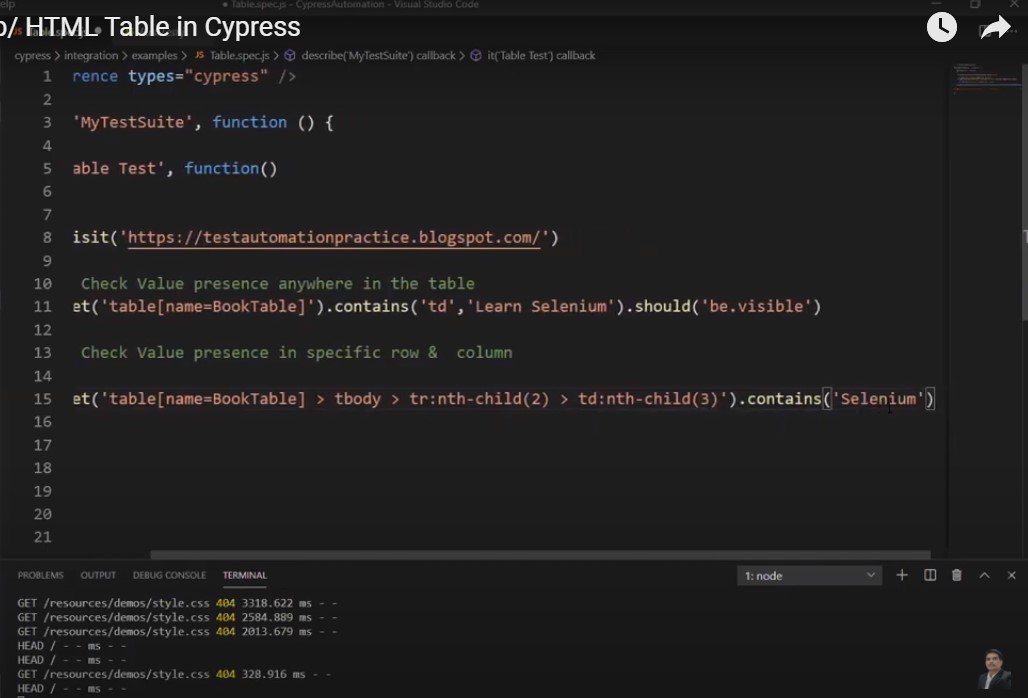 elp
Table.spec.js - CypressAutomation - Visual Studio Code
b/ HTML Table in Cypress
cypress > integration > examples > JS Table.spec.js > describe('MyTestSuite') callback > it('Table Test') callback
1 rence types="cypress" />
2
3 'MyTestSuite', function () {
4
5 able Test', function()
6
7
8 isit('https://testautomationpractice.blogspot.com/')
9
10 Check Value presence anywhere in the table
11 et('table[name=BookTable]').contains('td','Learn Selenium').should('be.visible')
12
13 Check Value presence in specific row & column
14
15 et('table[name=BookTable] > tbody > tr:nth-child(2) > td:nth-child(3)').contains('Selenium')
16
17
18
19
20
21
PROBLEMS OUTPUT DEBUG CONSOLE TERMINAL 1: node
GET /resources/demos/style.css 404 3318.622 ms - -
GET /resources/demos/style.css 404 2584.889 ms - -
GET /resources/demos/style.css 404 2013.679 ms - -
HEAD / - - ms - -
HEAD / - - ms - -
GET /resources/demos/style.css 404 328.916 ms - -
HEAD / - - ms - -